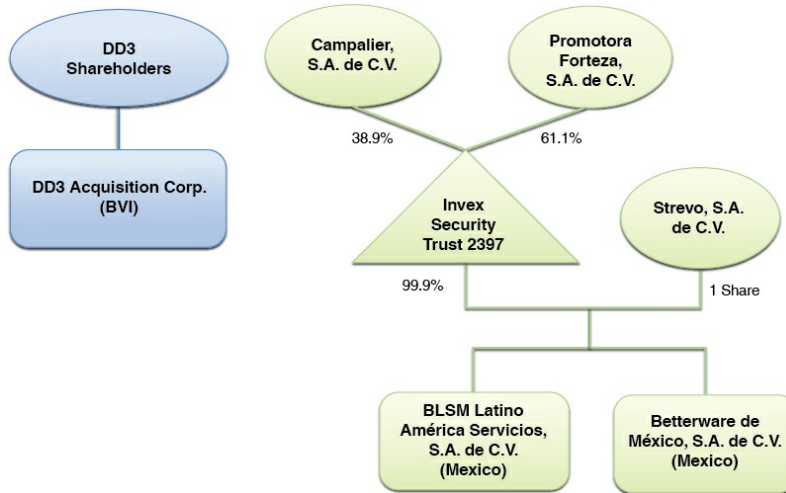 DD3
Shareholders
DD3 Acquisition Corp.
(BVI)
Campalier,
S.A. de C.V.
Promotora
Forteza,
S.A. de C.V.
38.9%
61.1%
Invex
Security
Trust 2397
Strevo, S.A.
de C.V.
99.9%
1 Share
BLSM Latino
América Servicios,
S.A. de C.V.
(Mexico)
Betterware de
México, S.A. de C.V.
(Mexico)